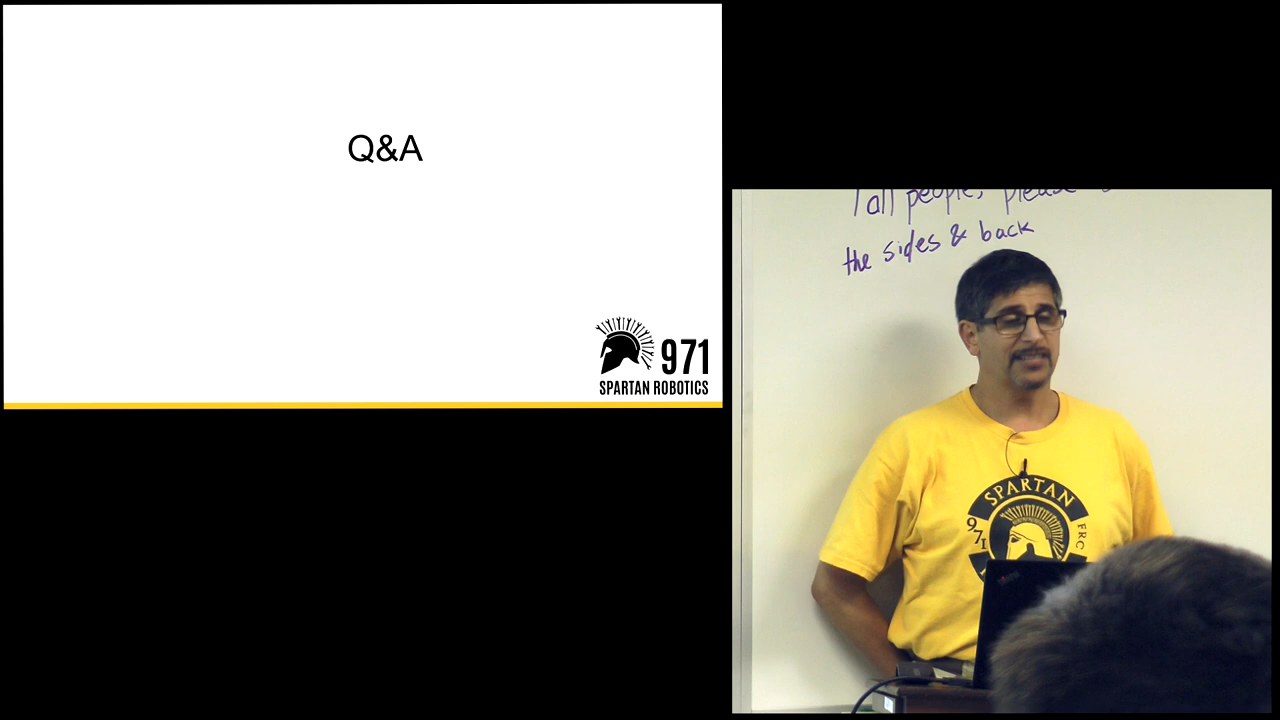 Q&A
971
SPARTAN ROBOTICS
Tall people, please
the sides & back
SPARTAN
971
FRC